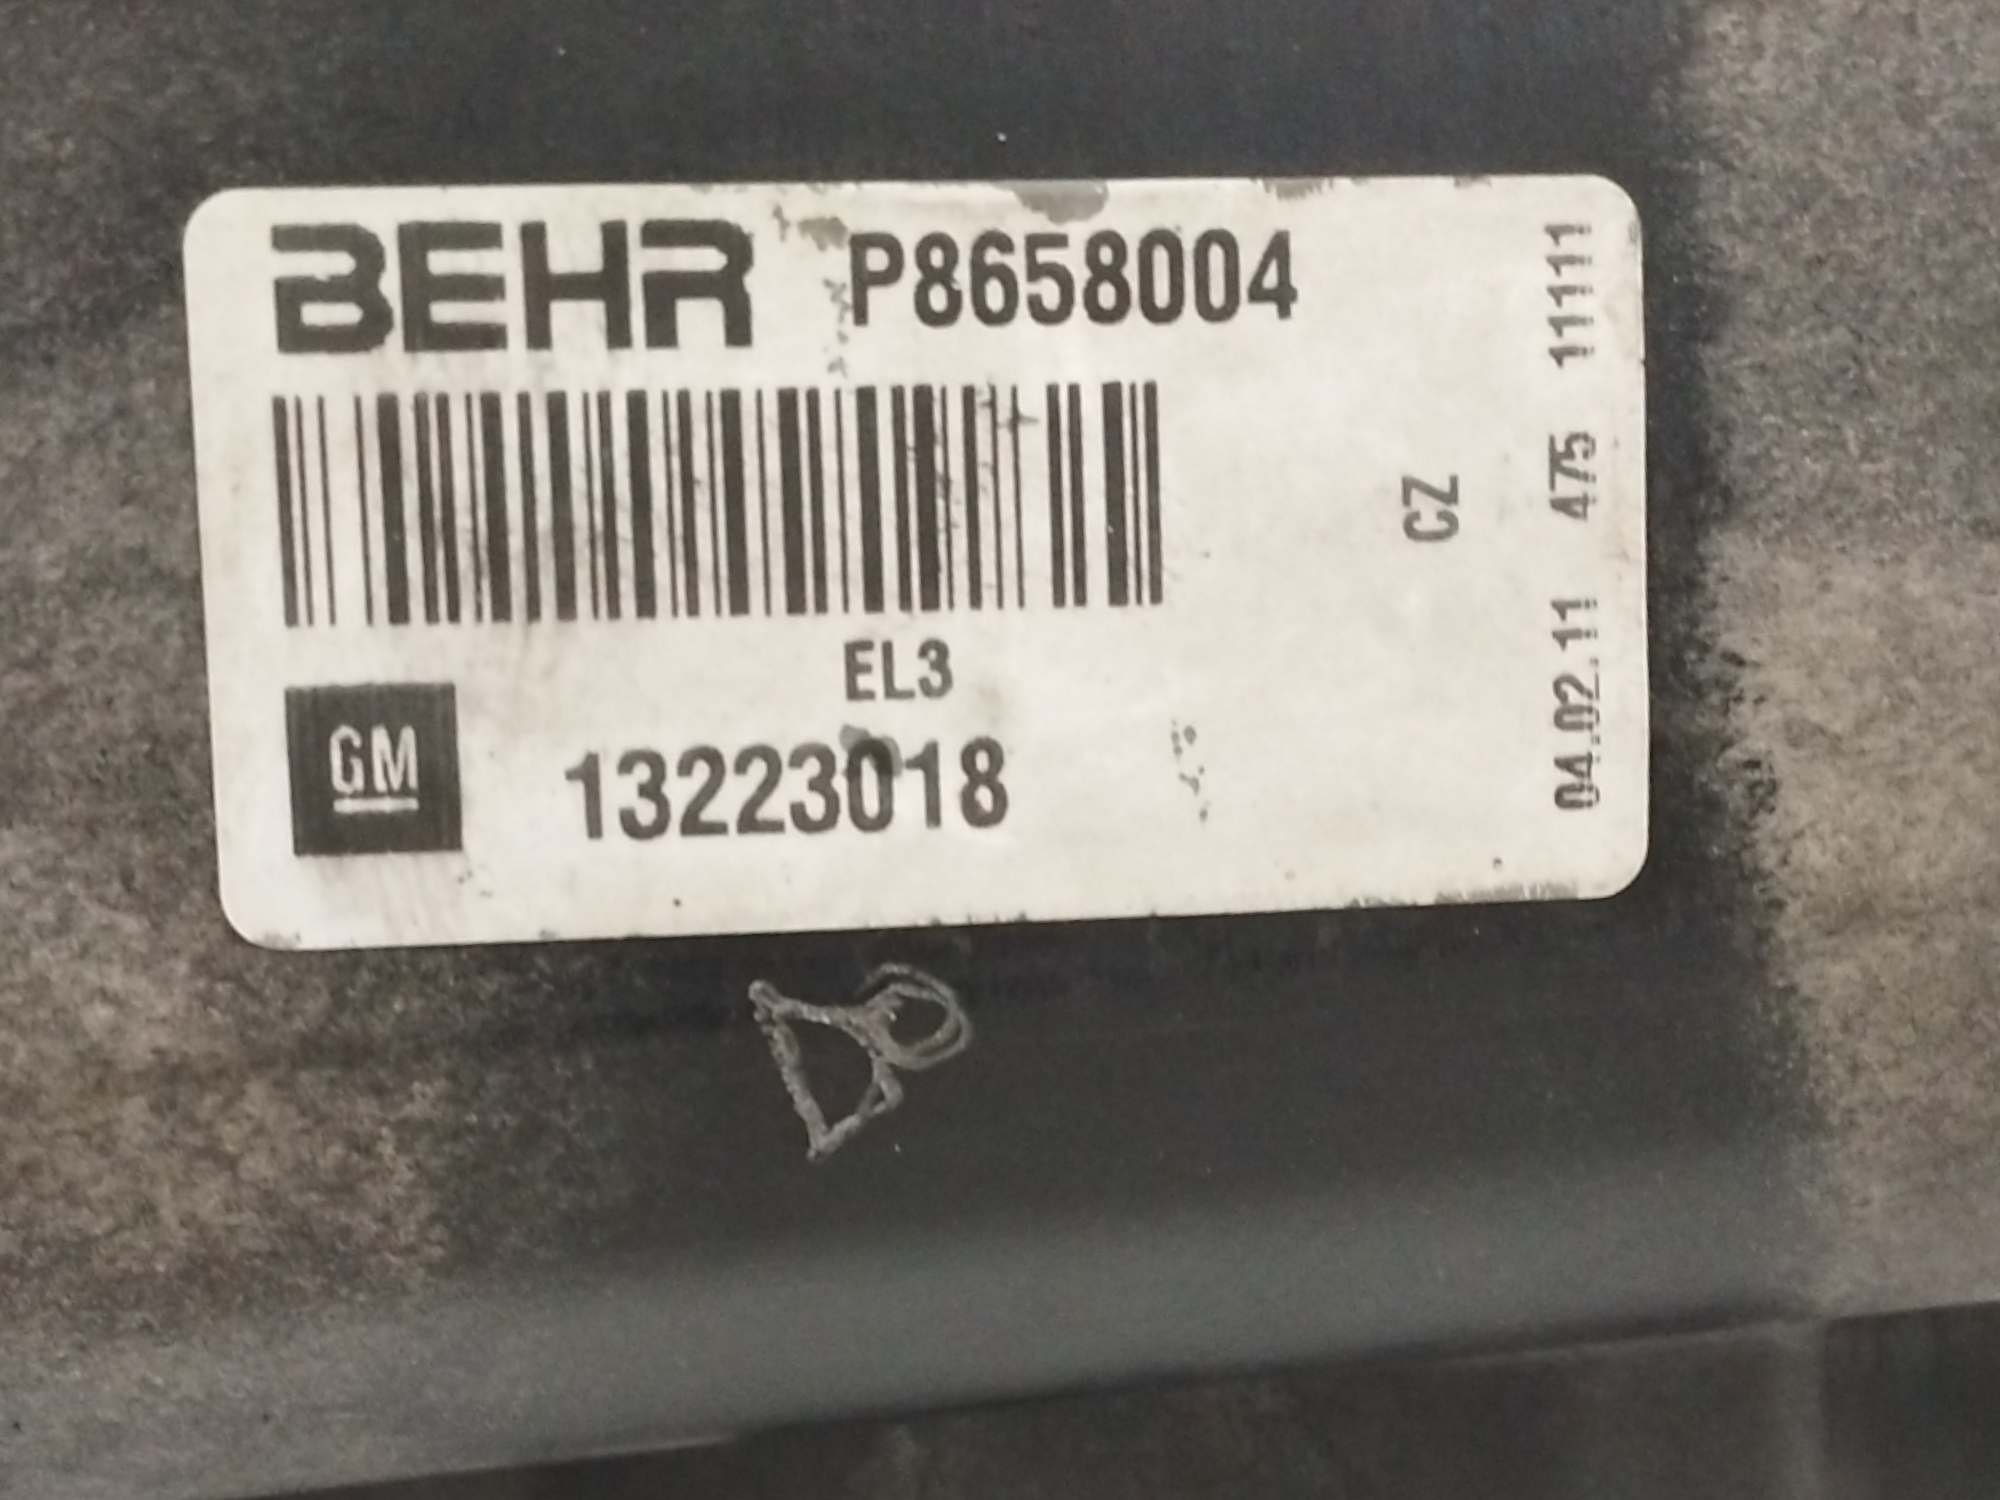 BEHR P8658004
EL3
GM 13223018
CZ
04.02.11 475 11111